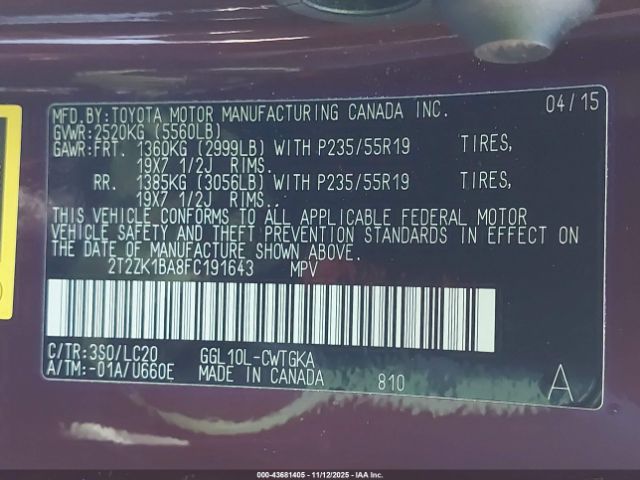 MFD.BY:TOYOTA MOTOR MANUFACTURING CANADA INC. 04/15
GVWR:2520KG (5560LB)
GAWR:FRT. 1360KG (2999LB) WITH P235/55R19 TIRES,
19X7 1/2J RIMS.
RR. 1385KG (3056LB) WITH P235/55R19 TIRES,
19X7 1/2J RIMS..
THIS VEHICLE CONFORMS TO ALL APPLICABLE FEDERAL MOTOR
VEHICLE SAFETY AND THEFT PREVENTION STANDARDS IN EFFECT ON
THE DATE OF MANUFACTURE SHOWN ABOVE.
2T2ZK1BA8FC191643 MPV
C/TR:3S0/LC20 GGL10L-CWTGKA
A/TM:-01A/U660E MADE IN CANADA 810 A
000-43681405 - 11/12/2025 - IAA Inc.